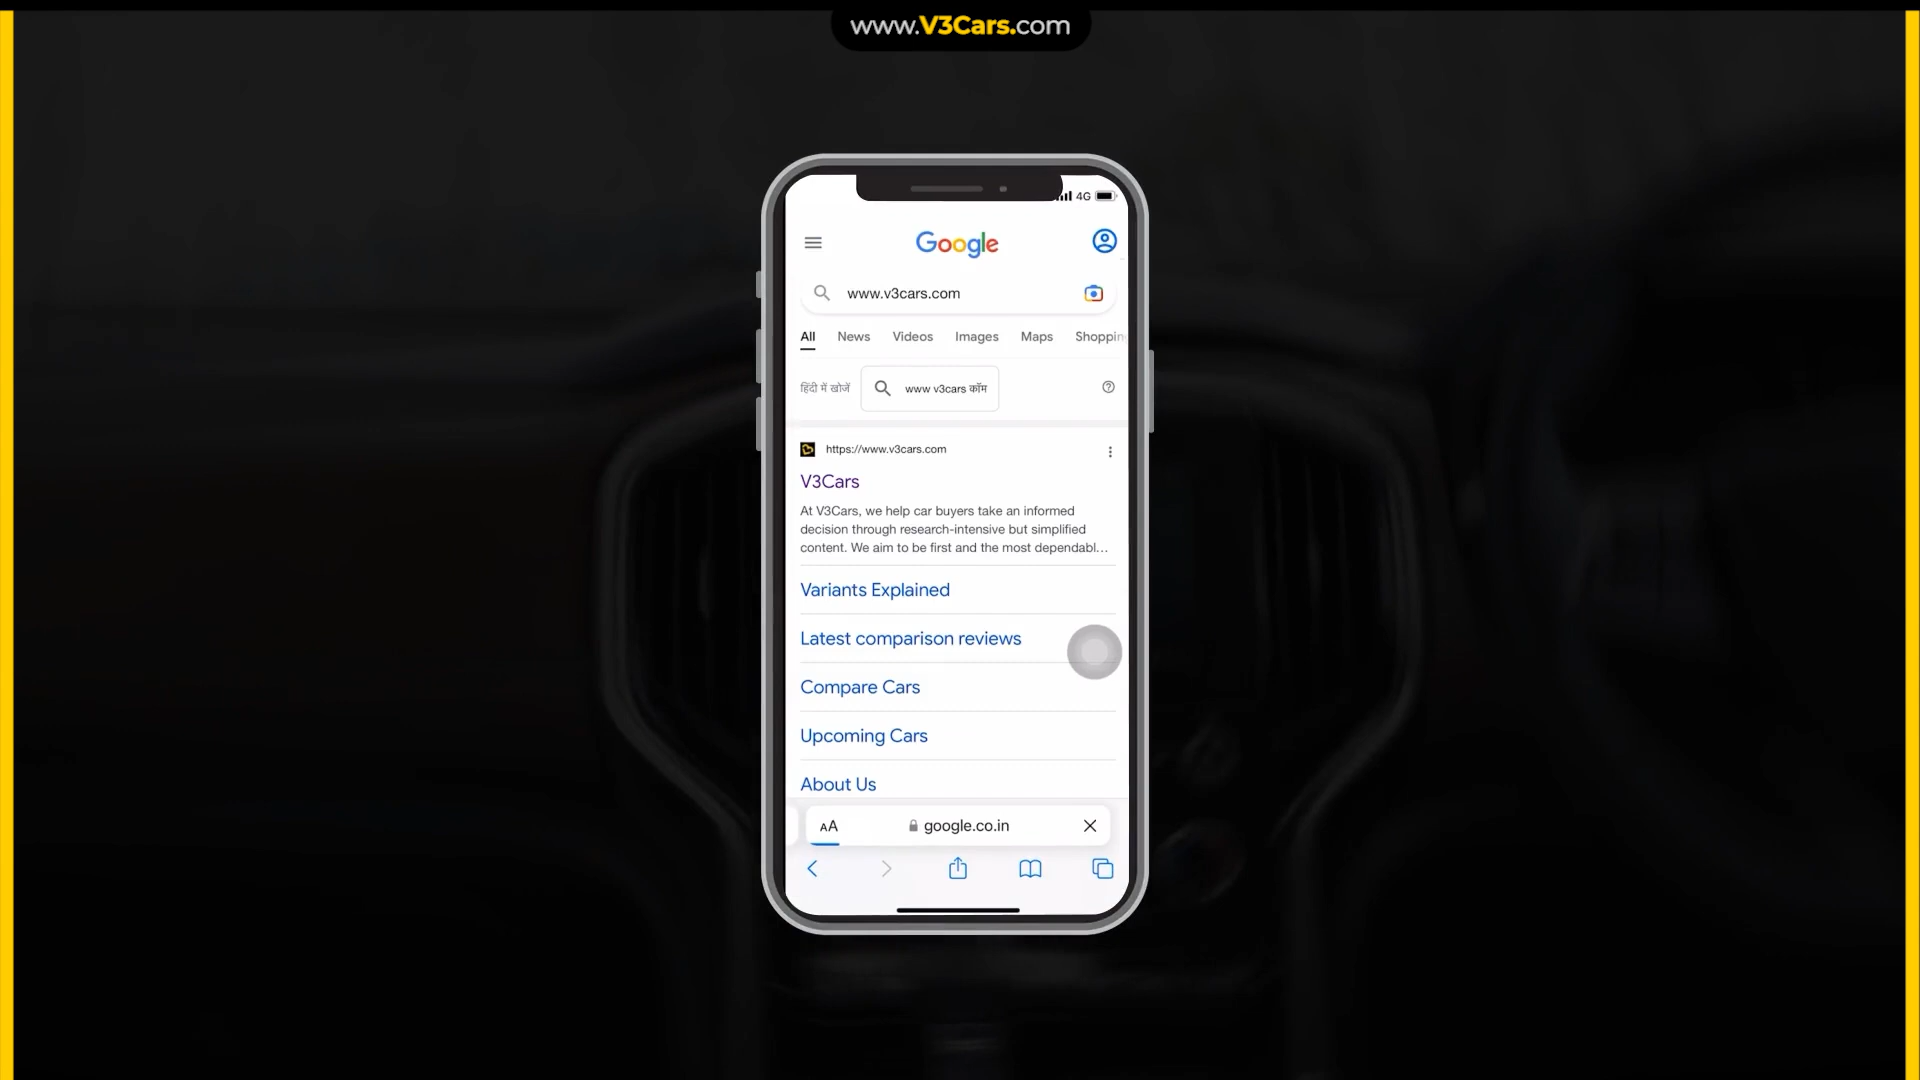 www.V3Cars.com
4G
Google
www.v3cars.com
All News Videos Images Maps Shopping
हिंदी में खोजें www v3cars कॉम
https://www.v3cars.com
V3Cars
At V3Cars, we help car buyers take an informed
decision through research-intensive but simplified
content. We aim to be first and the most dependabl...
Variants Explained
Latest comparison reviews
Compare Cars
Upcoming Cars
About Us
AA google.co.in